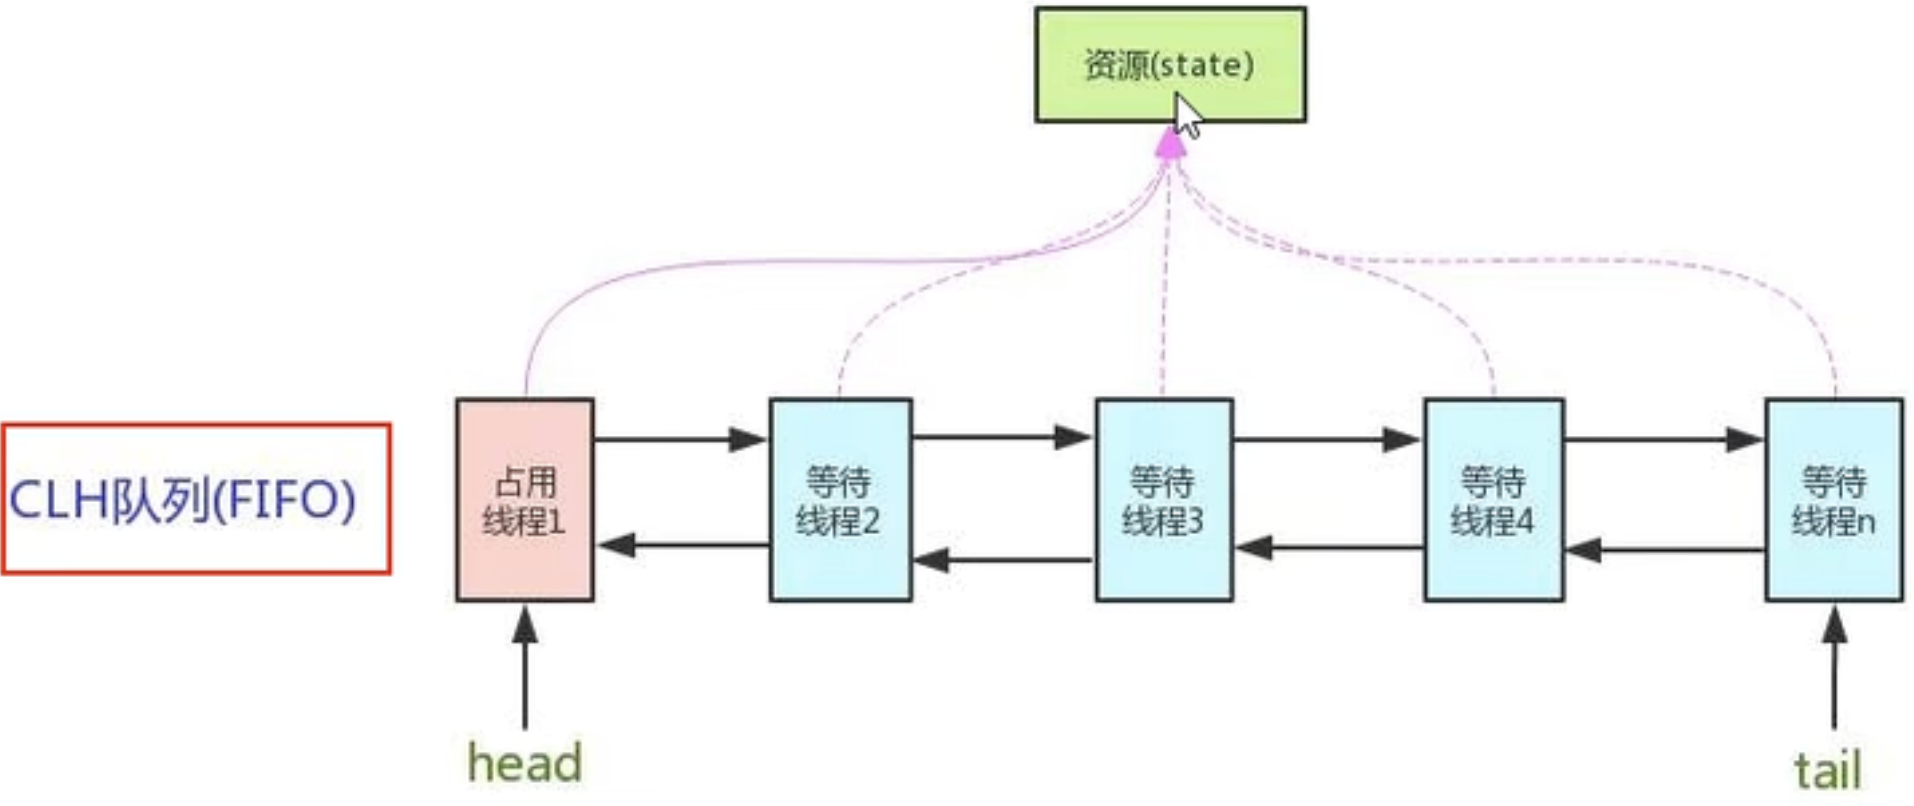 资源(state)
CLH队列(FIFO)
占用
线程1
等待
线程2
等待
线程3
等待
线程4
等待
线程n
head
tail